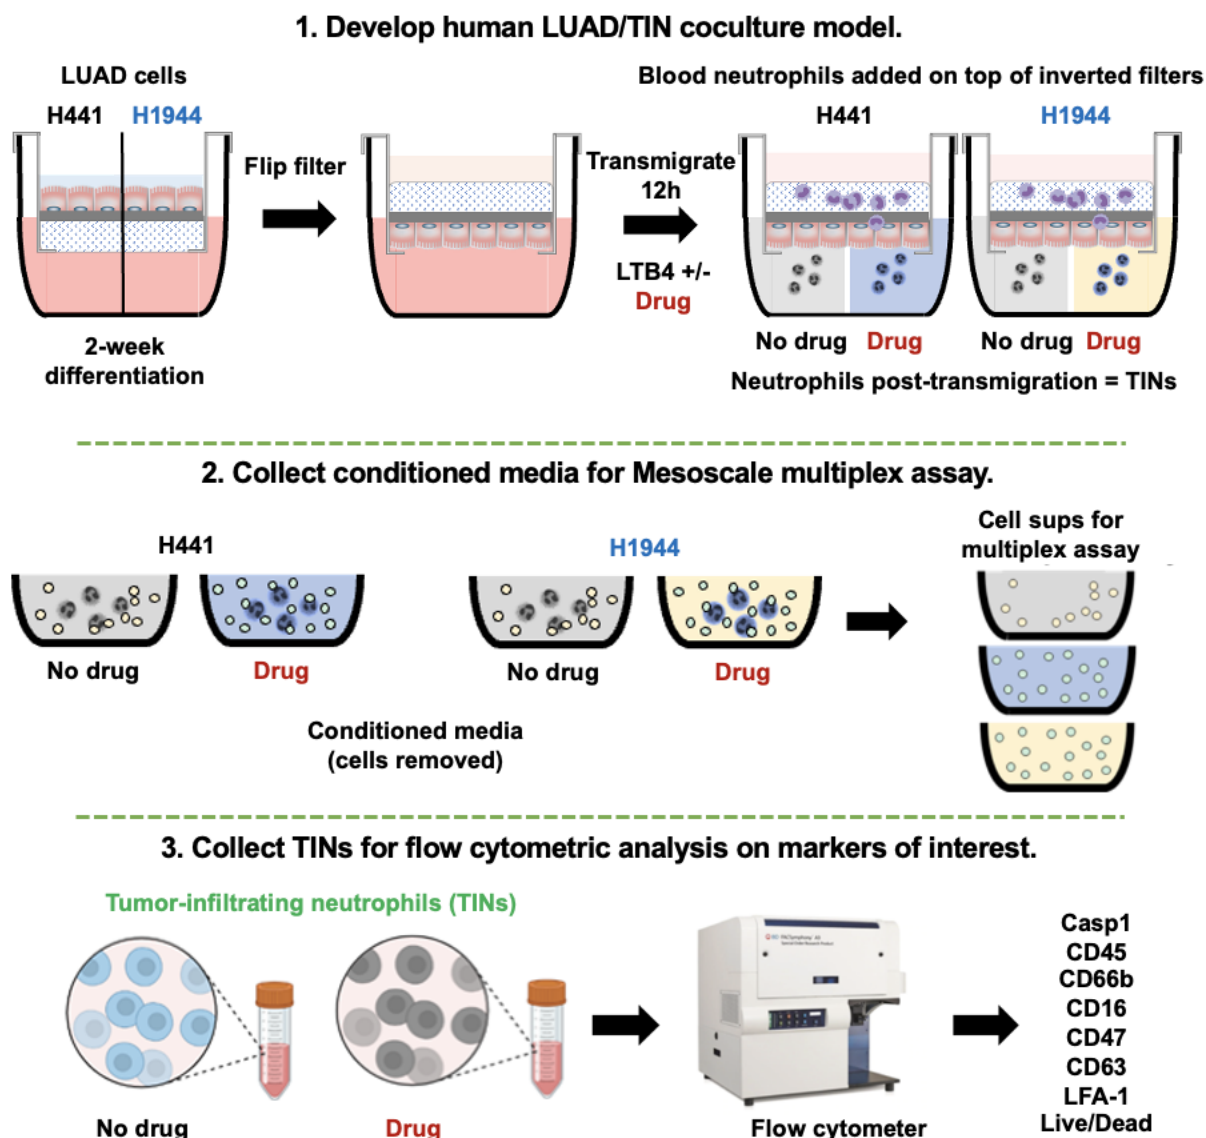 1. Develop human LUAD/TIN coculture model.
LUAD cells
H441
H1944
Flip filter
2-week
differentiation
Transmigrate
12h
LTB4 +/-
Drug
Blood neutrophils added on top of inverted filters
H441
H1944
No drug
Drug
No drug
Drug
Neutrophils post-transmigration = TINs
2. Collect conditioned media for Mesoscale multiplex assay.
H441
H1944
No drug
Drug
No drug
Drug
Conditioned media
(cells removed)
Cell sups for
multiplex assay
3. Collect TINs for flow cytometric analysis on markers of interest.
Tumor-infiltrating neutrophils (TINs)
No drug
Drug
Flow cytometer
Casp1
CD45
CD66b
CD16
CD47
CD63
LFA-1
Live/Dead